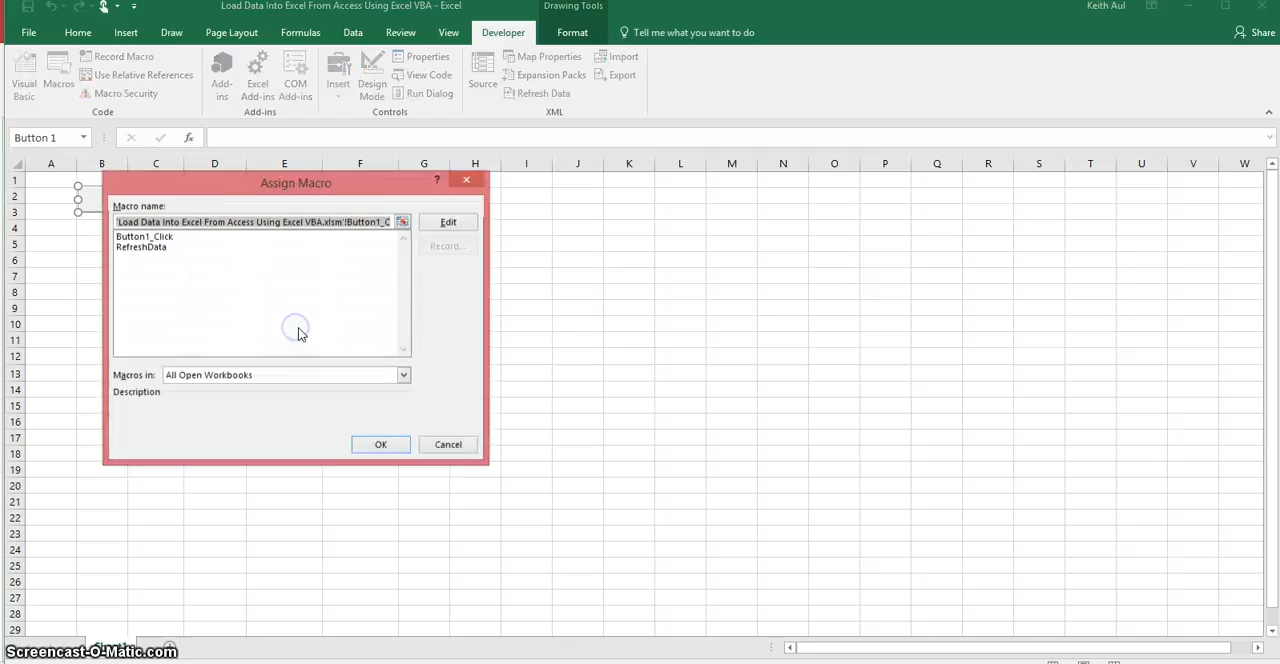 Load Data Into Excel From Access Using Excel VBA - Excel
Drawing Tools
Keith Aul
File
Home
Insert
Draw
Page Layout
Formulas
Data
Review
View
Developer
Format
Tell me what you want to do
Share
Visual Basic
Macros
Record Macro
Use Relative References
Macro Security
Code
Add-ins
Excel Add-ins
COM Add-ins
Add-ins
Insert
Design Mode
Properties
View Code
Run Dialog
Controls
Source
Map Properties
Expansion Packs
Refresh Data
Import
Export
XML
Button 1
fx
A B C D E F G H I J K L M N O P Q R S T U V W
1
2
3
4
5
6
7
8
9
10
11
12
13
14
15
16
17
18
19
20
21
22
23
24
25
26
27
28
29
Assign Macro
?
Macro name:
'Load Data Into Excel From Access Using Excel VBA.xlsm'!Button1_C
Edit
Button1_Click
RefreshData
Record...
Macros in:
All Open Workbooks
Description
OK
Cancel
Screencast-O-Matic.com